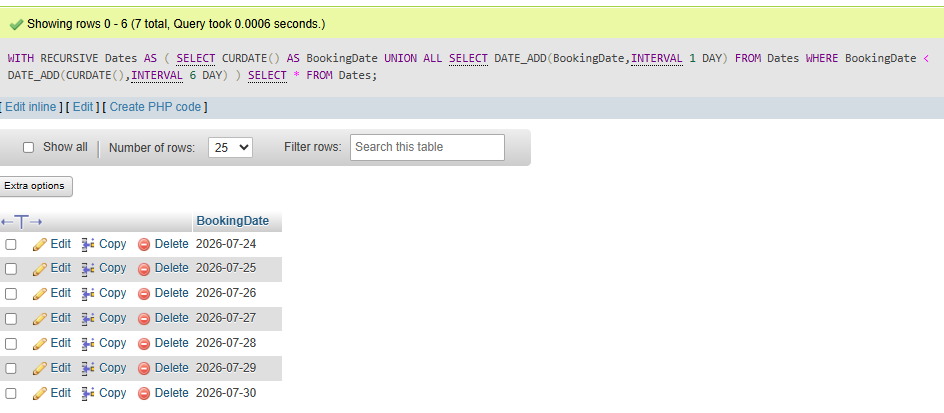 Showing rows 0 - 6 (7 total, Query took 0.0006 seconds.)
WITH RECURSIVE Dates AS ( SELECT CURDATE() AS BookingDate UNION ALL SELECT DATE_ADD(BookingDate,INTERVAL 1 DAY) FROM Dates WHERE BookingDate <
DATE_ADD(CURDATE(),INTERVAL 6 DAY) ) SELECT * FROM Dates;
[ Edit inline ] [ Edit ] [ Create PHP code ]
Show all | Number of rows: 25 Filter rows: Search this table
Extra options
←T→ BookingDate
Edit Copy Delete 2026-07-24
Edit Copy Delete 2026-07-25
Edit Copy Delete 2026-07-26
Edit Copy Delete 2026-07-27
Edit Copy Delete 2026-07-28
Edit Copy Delete 2026-07-29
Edit Copy Delete 2026-07-30